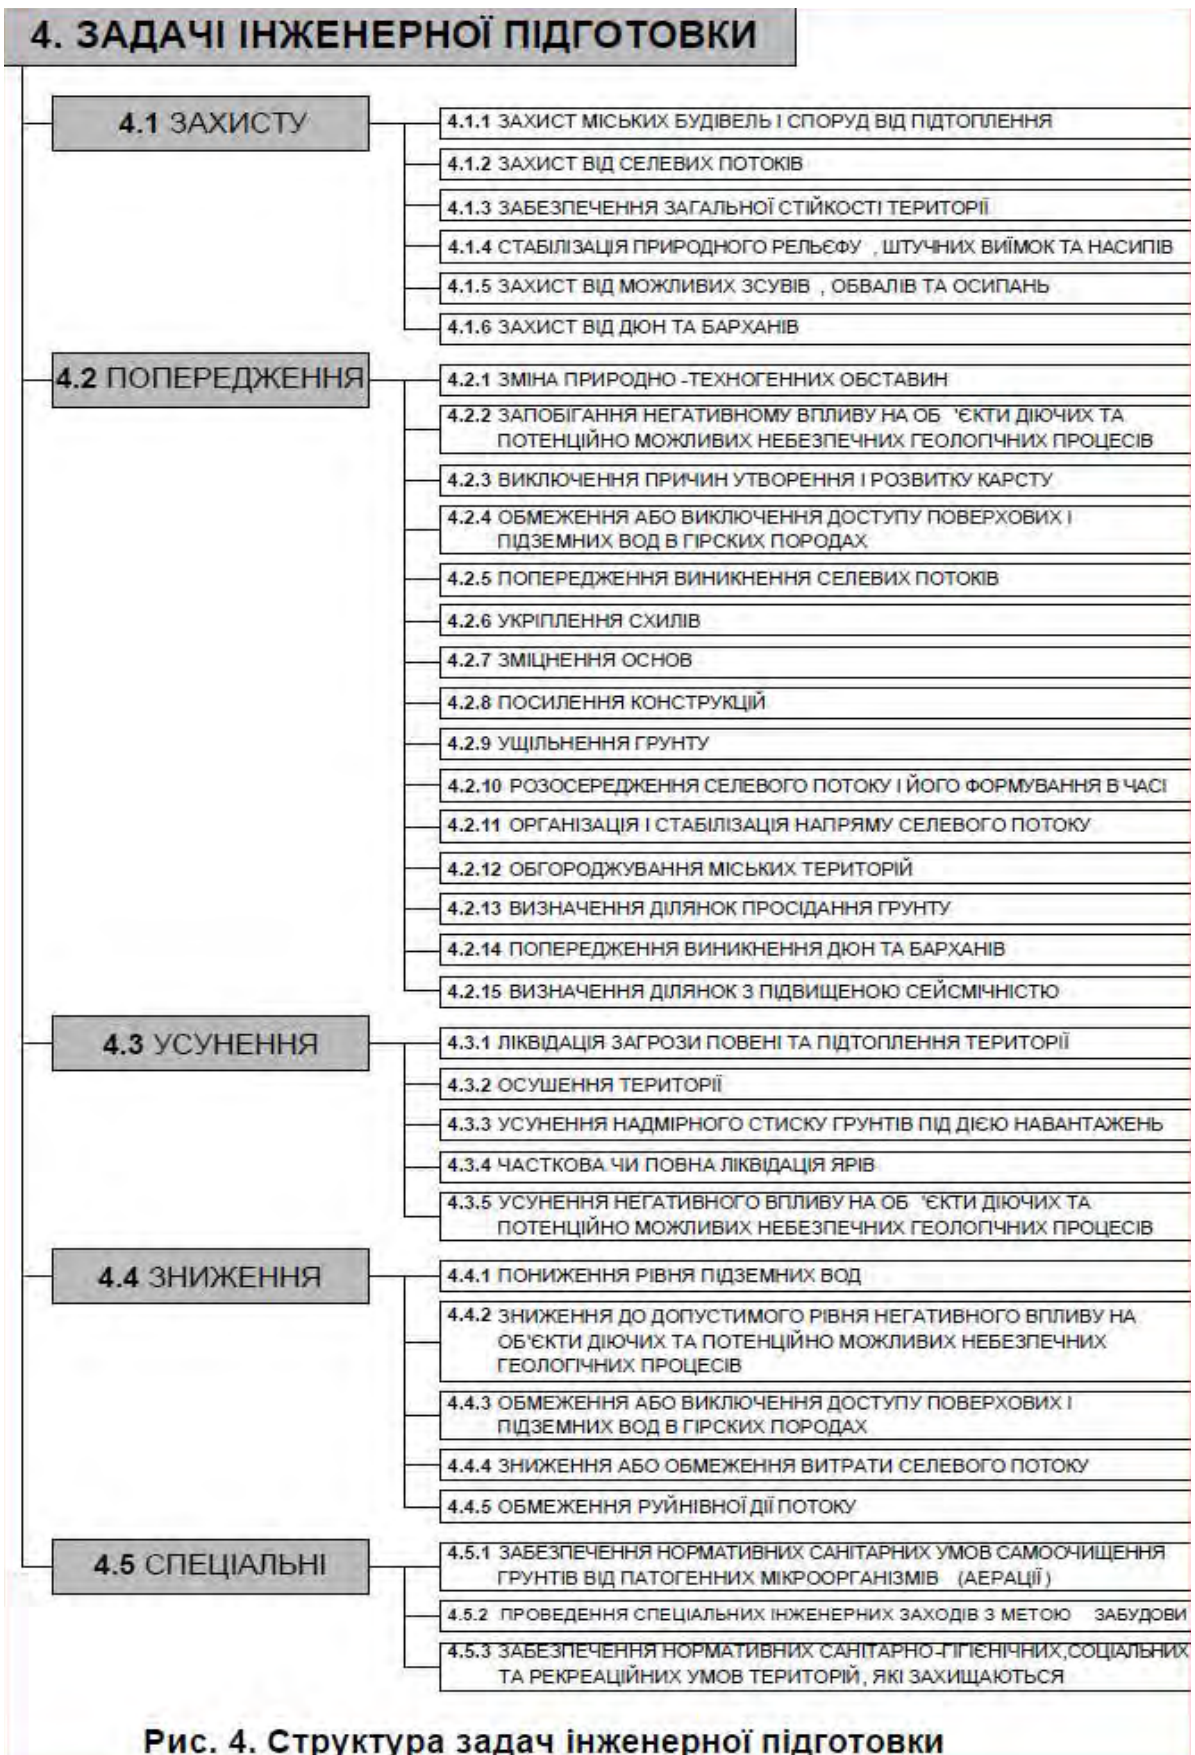 4. ЗАДАЧІ ІНЖЕНЕРНОЇ ПІДГОТОВКИ
4.1 ЗАХИСТУ
4.1.1 ЗАХИСТ МІСЬКИХ БУДІВЕЛЬ І СПОРУД ВІД ПІДТОПЛЕННЯ
4.1.2 ЗАХИСТ ВІД СЕЛЕВИХ ПОТОКІВ
4.1.3 ЗАБЕЗПЕЧЕННЯ ЗАГАЛЬНОЇ СТІЙКОСТІ ТЕРИТОРІЇ
4.1.4 СТАБІЛІЗАЦІЯ ПРИРОДНОГО РЕЛЬЄФУ , ШТУЧНИХ ВИЇМОК ТА НАСИПІВ
4.1.5 ЗАХИСТ ВІД МОЖЛИВИХ ЗСУВІВ , ОБВАЛІВ ТА ОСИПАНЬ
4.1.6 ЗАХИСТ ВІД ДЮН ТА БАРХАНІВ
4.2 ПОПЕРЕДЖЕННЯ
4.2.1 ЗМІНА ПРИРОДНО -ТЕХНОГЕННИХ ОБСТАВИН
4.2.2 ЗАПОБІГАННЯ НЕГАТИВНОМУ ВПЛИВУ НА ОБ 'ЄКТИ ДІЮЧИХ ТА
ПОТЕНЦІЙНО МОЖЛИВИХ НЕБЕЗПЕЧНИХ ГЕОЛОГІЧНИХ ПРОЦЕСІВ
4.2.3 ВИКЛЮЧЕННЯ ПРИЧИН УТВОРЕННЯ І РОЗВИТКУ КАРСТУ
4.2.4 ОБМЕЖЕННЯ АБО ВИКЛЮЧЕННЯ ДОСТУПУ ПОВЕРХОВИХ І
ПІДЗЕМНИХ ВОД В ГІРСКИХ ПОРОДАХ
4.2.5 ПОПЕРЕДЖЕННЯ ВИНИКНЕННЯ СЕЛЕВИХ ПОТОКІВ
4.2.6 УКРІПЛЕННЯ СХИЛІВ
4.2.7 ЗМІЦНЕННЯ ОСНОВ
4.2.8 ПОСИЛЕННЯ КОНСТРУКЦІЙ
4.2.9 УЩІЛЬНЕННЯ ГРУНТУ
4.2.10 РОЗОСЕРЕДЖЕННЯ СЕЛЕВОГО ПОТОКУ І ЙОГО ФОРМУВАННЯ В ЧАСІ
4.2.11 ОРГАНІЗАЦІЯ І СТАБІЛІЗАЦІЯ НАПРЯМУ СЕЛЕВОГО ПОТОКУ
4.2.12 ОБГОРОДЖУВАННЯ МІСЬКИХ ТЕРИТОРІЙ
4.2.13 ВИЗНАЧЕННЯ ДІЛЯНОК ПРОСІДАННЯ ГРУНТУ
4.2.14 ПОПЕРЕДЖЕННЯ ВИНИКНЕННЯ ДЮН ТА БАРХАНІВ
4.2.15 ВИЗНАЧЕННЯ ДІЛЯНОК З ПІДВИЩЕНОЮ СЕЙСМІЧНІСТЮ
4.3 УСУНЕННЯ
4.3.1 ЛІКВІДАЦІЯ ЗАГРОЗИ ПОВЕНІ ТА ПІДТОПЛЕННЯ ТЕРИТОРІЇ
4.3.2 ОСУШЕННЯ ТЕРИТОРІЇ
4.3.3 УСУНЕННЯ НАДМІРНОГО СТИСКУ ГРУНТІВ ПІД ДІЄЮ НАВАНТАЖЕНЬ
4.3.4 ЧАСТКОВА ЧИ ПОВНА ЛІКВІДАЦІЯ ЯРІВ
4.3.5 УСУНЕННЯ НЕГАТИВНОГО ВПЛИВУ НА ОБ 'ЄКТИ ДІЮЧИХ ТА
ПОТЕНЦІЙНО МОЖЛИВИХ НЕБЕЗПЕЧНИХ ГЕОЛОГІЧНИХ ПРОЦЕСІВ
4.4 ЗНИЖЕННЯ
4.4.1 ПОНИЖЕННЯ РІВНЯ ПІДЗЕМНИХ ВОД
4.4.2 ЗНИЖЕННЯ ДО ДОПУСТИМОГО РІВНЯ НЕГАТИВНОГО ВПЛИВУ НА
ОБ'ЄКТИ ДІЮЧИХ ТА ПОТЕНЦІЙНО МОЖЛИВИХ НЕБЕЗПЕЧНИХ
ГЕОЛОГІЧНИХ ПРОЦЕСІВ
4.4.3 ОБМЕЖЕННЯ АБО ВИКЛЮЧЕННЯ ДОСТУПУ ПОВЕРХОВИХ І
ПІДЗЕМНИХ ВОД В ГІРСКИХ ПОРОДАХ
4.4.4 ЗНИЖЕННЯ АБО ОБМЕЖЕННЯ ВИТРАТИ СЕЛЕВОГО ПОТОКУ
4.4.5 ОБМЕЖЕННЯ РУЙНІВНОЇ ДІЇ ПОТОКУ
4.5 СПЕЦІАЛЬНІ
4.5.1 ЗАБЕЗПЕЧЕННЯ НОРМАТИВНИХ САНІТАРНИХ УМОВ САМООЧИЩЕННЯ
ГРУНТІВ ВІД ПАТОГЕННИХ МІКРООРГАНІЗМІВ (АЕРАЦІЇ)
4.5.2 ПРОВЕДЕННЯ СПЕЦІАЛЬНИХ ІНЖЕНЕРНИХ ЗАХОДІВ З МЕТОЮ ЗАБУДОВИ
4.5.3 ЗАБЕЗПЕЧЕННЯ НОРМАТИВНИХ САНІТАРНО-ГІГІЄНІЧНИХ,СОЦІАЛЬНИХ
ТА РЕКРЕАЦІЙНИХ УМОВ ТЕРИТОРІЙ, ЯКІ ЗАХИЩАЮТЬСЯ
Рис. 4. Структура задач інженерної підготовки